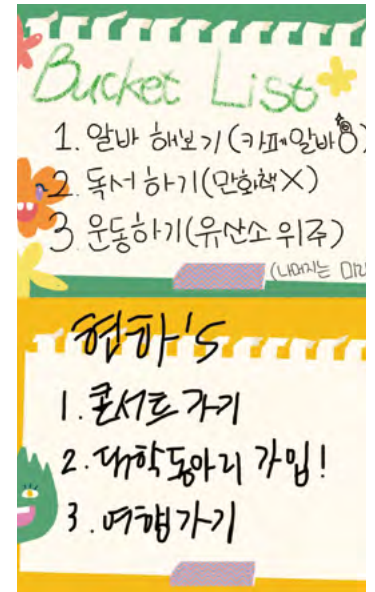 Bucket List
1. 알바 해보기 (카페알바)
2. 독서 하기 (만화책X)
3. 운동하기 (유산소 위주)
(나머지는
현하's
1. 콘서트 가기
2. 대학동아리 가입!
3. 여행가기